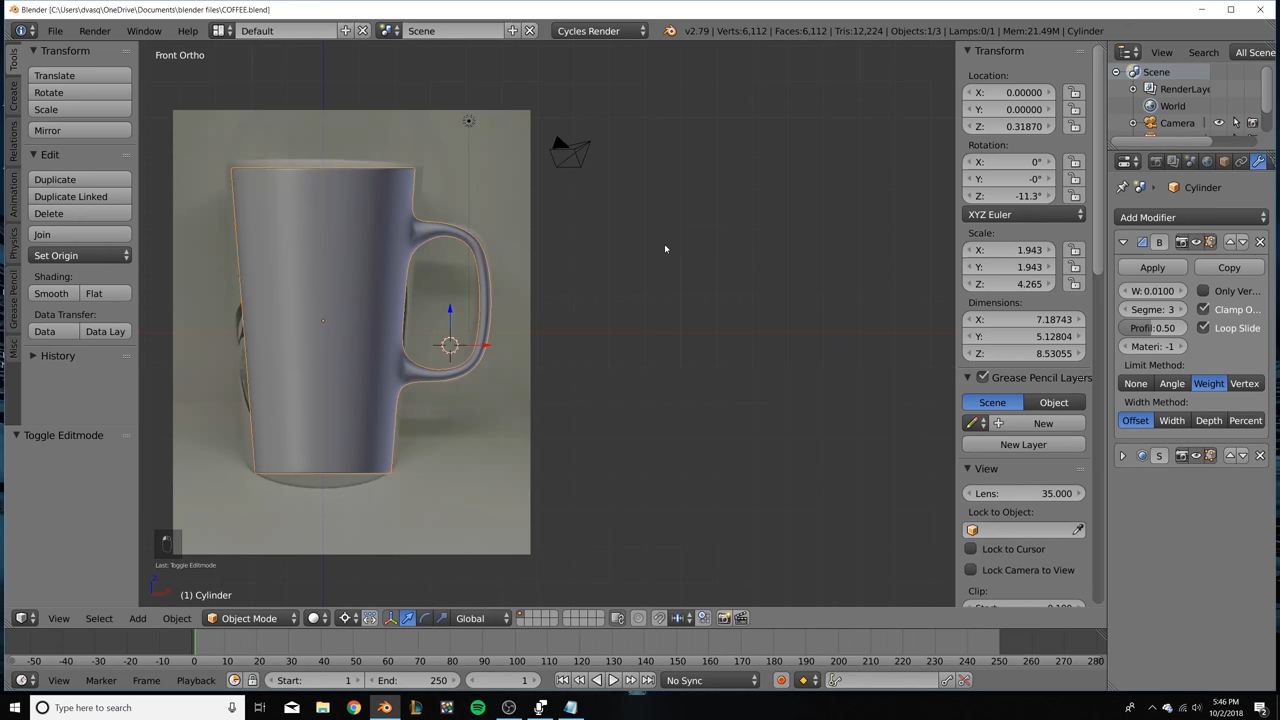 Blender [C:\Users\dvasq\OneDrive\Documents\blender files\COFFEE.blend]
File Render Window Help Default Scene Cycles Render v2.79 | Verts:6,112 | Faces:6,112 | Tris:12,224 | Objects:1/3 | Lamps:0/1 | Mem:21.49M | Cylinder
View Search All Scene
Tools
Create
Relations
Animation
Physics
Grease Pencil
Misc
Transform
Translate
Rotate
Scale
Mirror
Edit
Duplicate
Duplicate Linked
Delete
Join
Set Origin
Shading:
Smooth Flat
Data Transfer:
Data Data Lay
History
Toggle Editmode
Front Ortho
Last: Toggle Editmode
(1) Cylinder
Transform
Location:
X: 0.00000
Y: 0.00000
Z: 0.31870
Rotation:
X: 0°
Y: -0°
Z: -11.3°
XYZ Euler
Scale:
X: 1.943
Y: 1.943
Z: 4.265
Dimensions:
X: 7.18743
Y: 5.12804
Z: 8.53055
Grease Pencil Layers
Scene Object
New
New Layer
View
Lens: 35.000
Lock to Object:
Lock to Cursor
Lock Camera to View
Clip:
Scene
RenderLaye
World
Camera
Cylinder
Add Modifier
B
Apply Copy
W: 0.0100 Only Ver...
Segme: 3 Clamp O...
Profil:0.50 Loop Slide
Materi: -1
Limit Method:
None Angle Weight Vertex
Width Method:
Offset Width Depth Percent
S
View Select Add Object Object Mode Global
-50 -40 -30 -20 -10 0 10 20 30 40 50 60 70 80 90 100 110 120 130 140 150 160 170 180 190 200 210 220 230 240 250 260 270 280
View Marker Frame Playback Start: 1 End: 250 1 No Sync
Type here to search
5:46 PM
10/2/2018
2